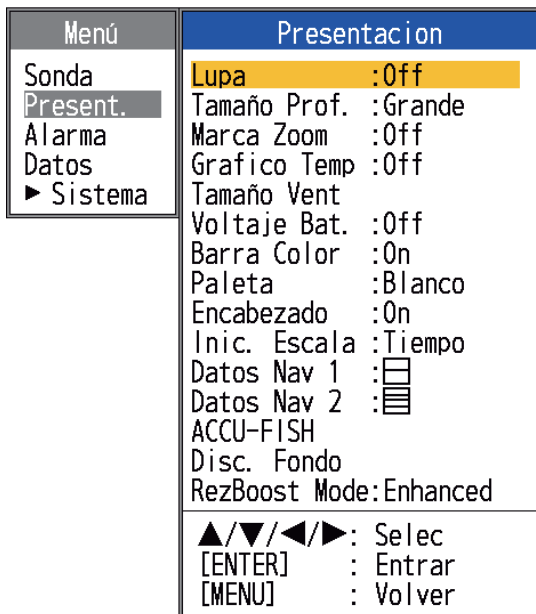 Menú
Sonda
Present.
Alarma
Datos
▶ Sistema
Presentacion
Lupa :Off
Tamaño Prof. :Grande
Marca Zoom :Off
Grafico Temp :Off
Tamaño Vent
Voltaje Bat. :Off
Barra Color :On
Paleta :Blanco
Encabezado :On
Inic. Escala :Tiempo
Datos Nav 1 :
Datos Nav 2 :
ACCU-FISH
Disc. Fondo
RezBoost Mode:Enhanced
▲/▼/◀/▶: Selec
[ENTER] : Entrar
[MENU] : Volver